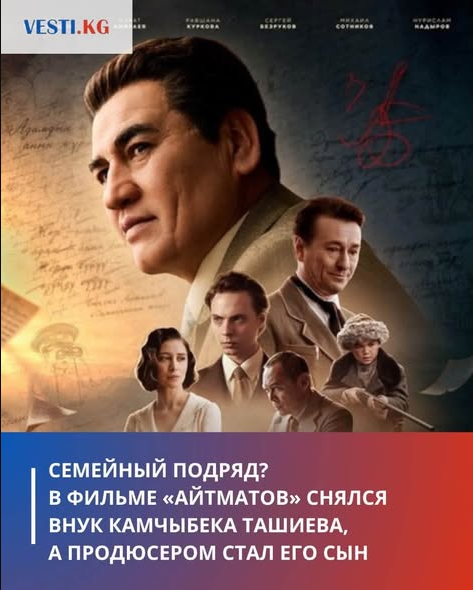 VESTI.KG
РАВШАНА
КУРКОВА
СЕРГЕЙ
БЕЗРУКОВ
МИХАИЛ
СОТНИКОВ
НУРИСЛАМ
НАДЫРОВ
СЕМЕЙНЫЙ ПОДРЯД?
В ФИЛЬМЕ «АЙТМАТОВ» СНЯЛСЯ
ВНУК КАМЧЫБЕКА ТАШИЕВА,
А ПРОДЮСЕРОМ СТАЛ ЕГО СЫН